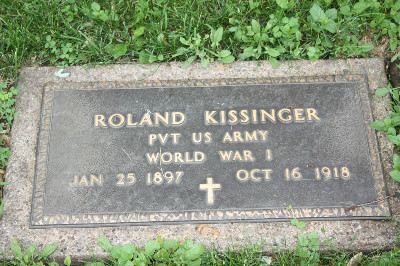 ROLAND KISSINGER
PVT US ARMY
WORLD WAR I
JAN 25 1897 OCT 16 1918